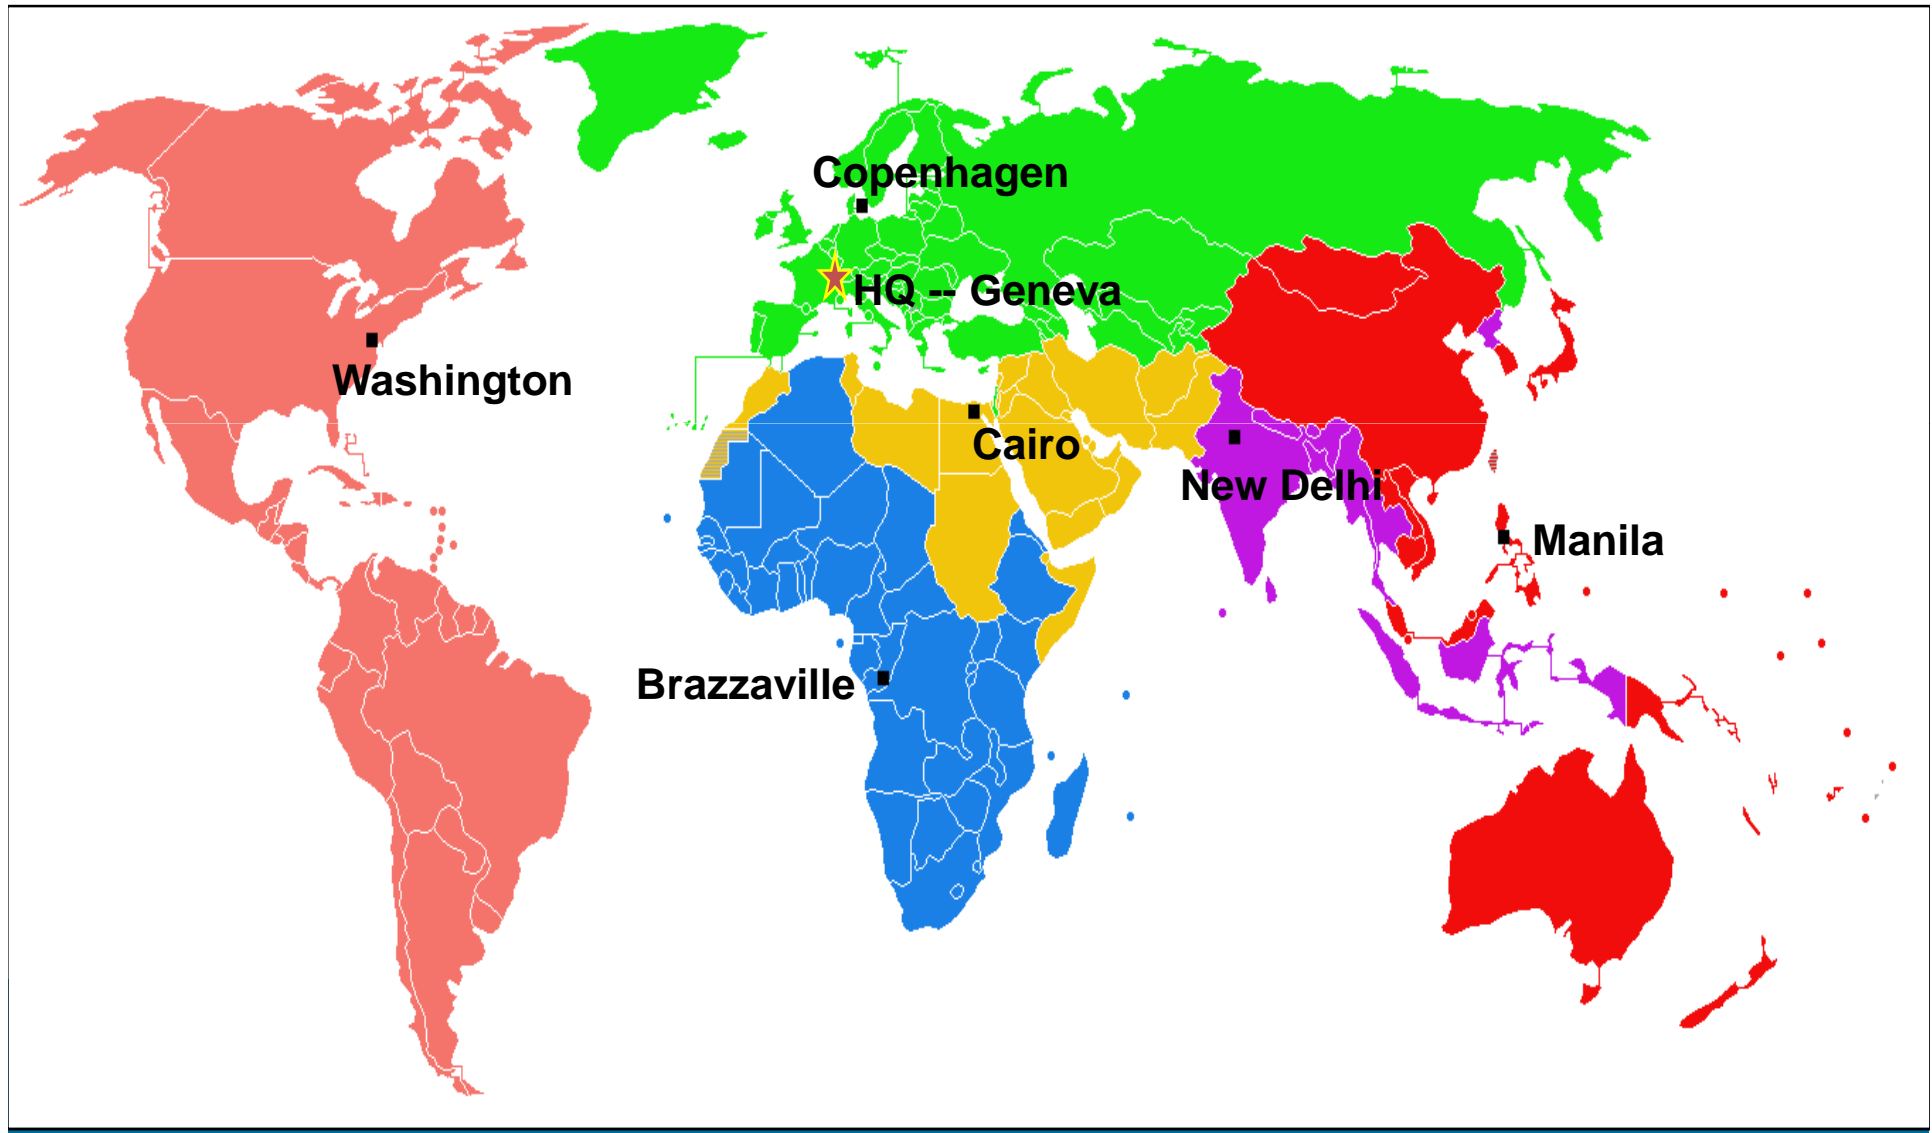 Copenhagen
HQ -- Geneva
Washington
Cairo
New Delhi
Manila
Brazzaville